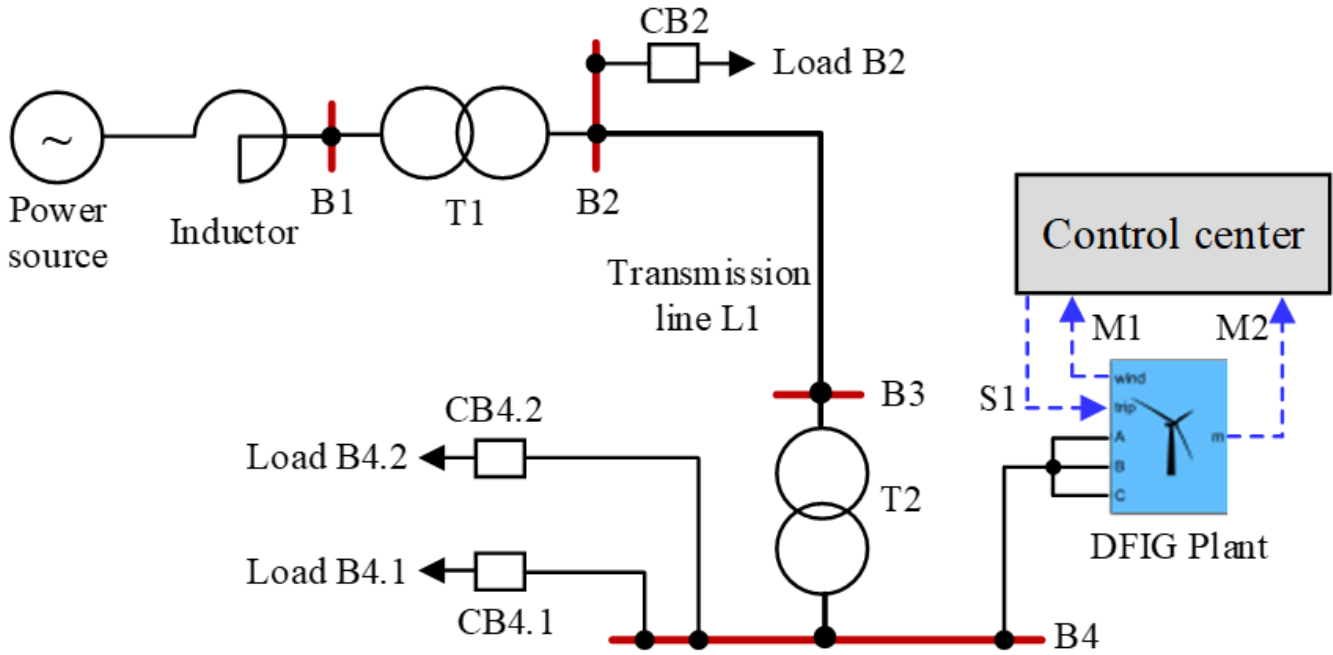 CB2
Load B2
~
Power
source
Inductor
B1
T1
B2
Transmission
line L1
Control center
M1
M2
S1
wind
trip
A
B
C
m
DFIG Plant
B3
CB4.2
Load B4.2
T2
Load B4.1
CB4.1
B4